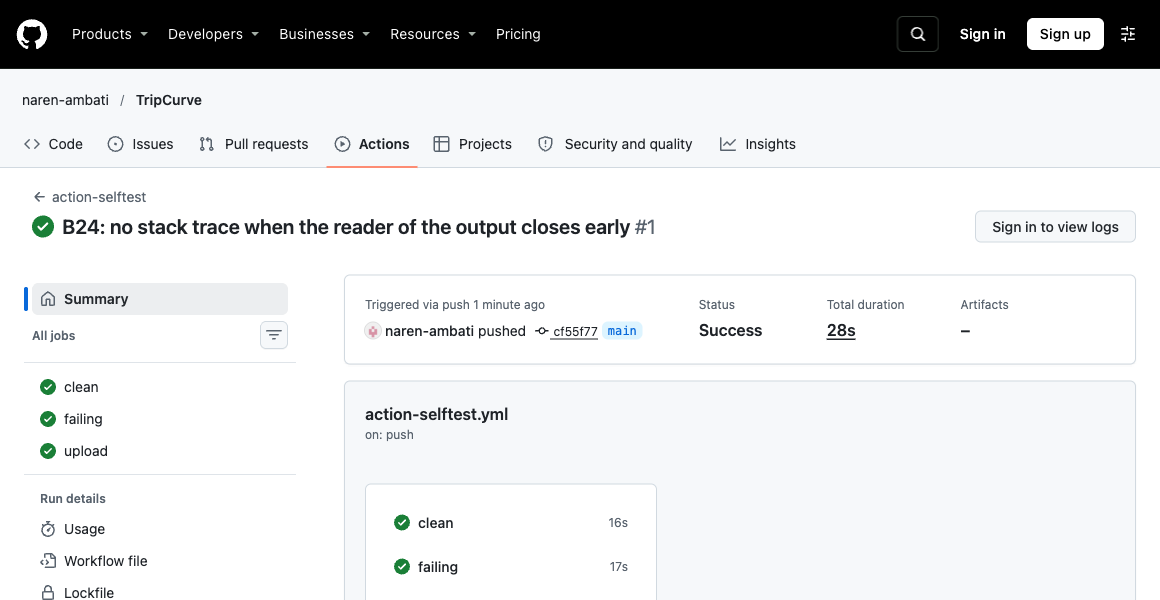 Products Developers Businesses Resources Pricing Sign in Sign up
naren-ambati / TripCurve
Code Issues Pull requests Actions Projects Security and quality Insights
action-selftest
B24: no stack trace when the reader of the output closes early #1
Sign in to view logs
Summary
All jobs
clean
failing
upload
Run details
Usage
Workflow file
Lockfile
Triggered via push 1 minute ago
naren-ambati pushed cf55f77 main
Status
Success
Total duration
28s
Artifacts
–
action-selftest.yml
on: push
clean 16s
failing 17s